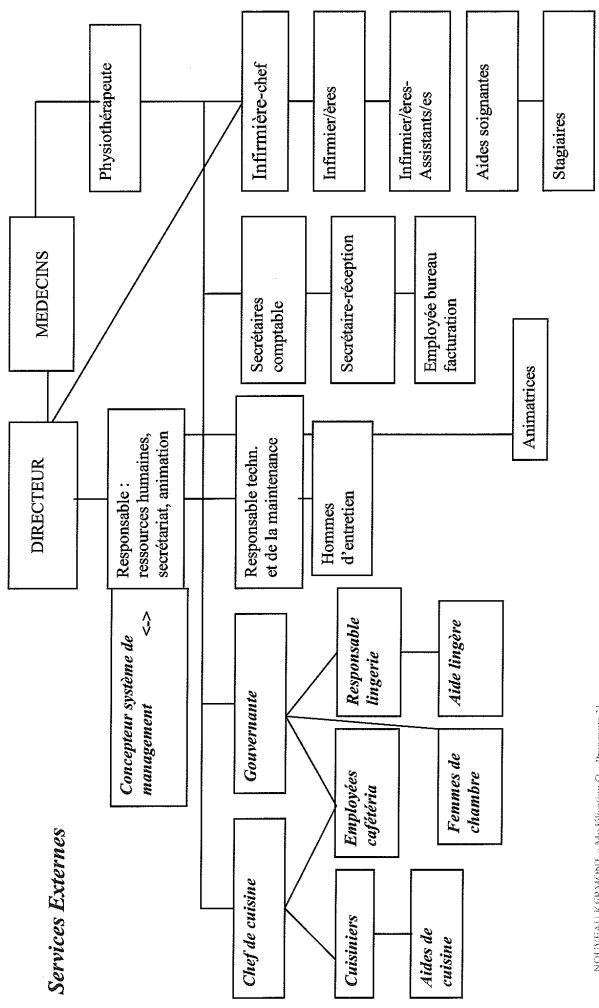 Services Externes
DIRECTEUR
MEDECINS
Concepteur système de
management <->
Responsable :
ressources humaines,
secrétariat, animation
Physiothérapeute
Chef de cuisine
Gouvernante
Responsable techn.
et de la maintenance
Secrétaires
comptable
Infirmière-chef
Cuisiniers
Employées
cafétéria
Responsable
lingerie
Hommes
d'entretien
Secrétaire-réception
Infirmier/ères
Aides de
cuisine
Femmes de
chambre
Aide lingère
Employée bureau
facturation
Infirmier/ères-
Assistants/es
Animatrices
Aides soignantes
Stagiaires
NOUVEAU KERMONT